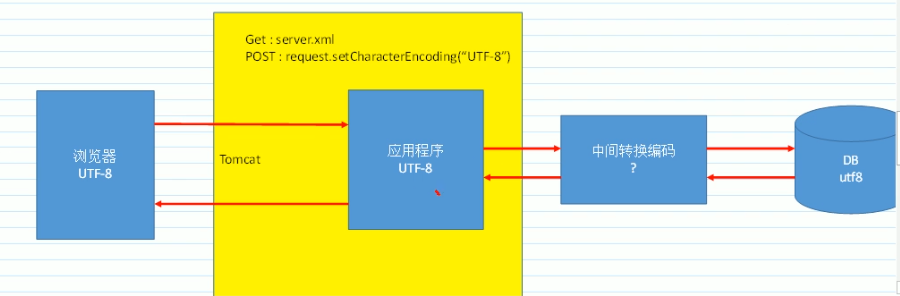 Get : server.xml
POST : request.setCharacterEncoding("UTF-8")
浏览器
UTF-8
Tomcat
应用程序
UTF-8
中间转换编码
?
DB
utf8